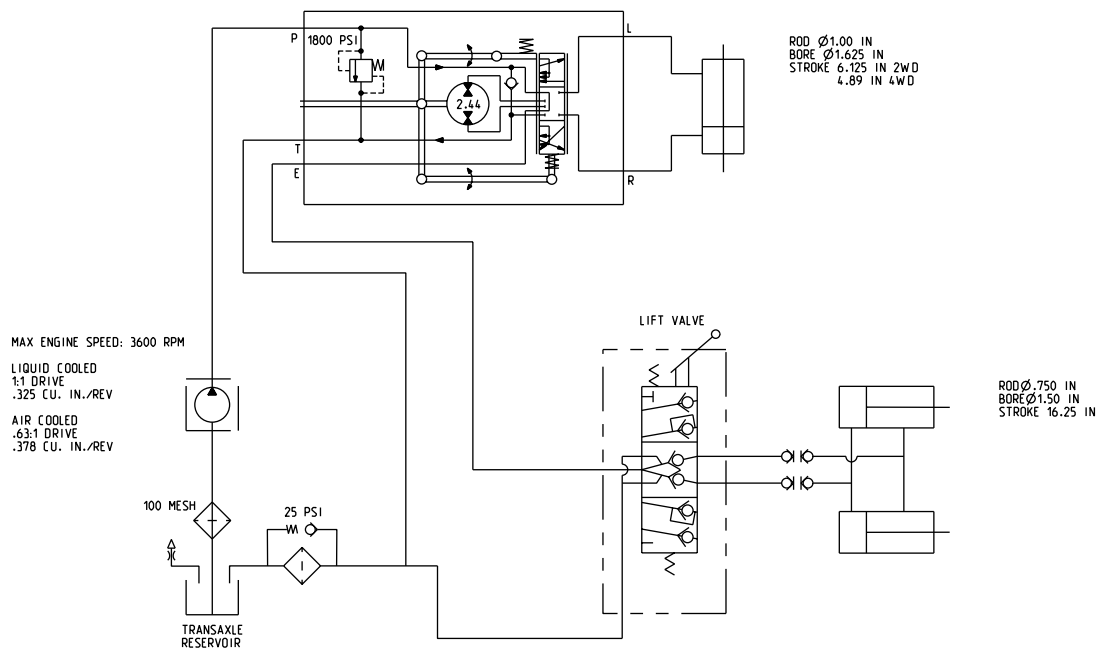 P
1800 PSI
L
ROD Ø1.00 IN
BORE Ø1.625 IN
STROKE 6.125 IN 2WD
4.89 IN 4WD
2.44
T
E
R
LIFT VALVE
MAX ENGINE SPEED: 3600 RPM
LIQUID COOLED
1:1 DRIVE
.325 CU. IN./REV
AIR COOLED
.63:1 DRIVE
.378 CU. IN./REV
RODØ.750 IN
BOREØ1.50 IN
STROKE 16.25 IN
100 MESH
25 PSI
TRANSAXLE
RESERVOIR